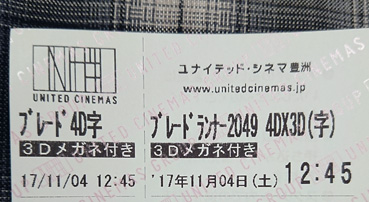 UNITED CINEMAS
ﾌﾞﾚｰﾄﾞ4D字
3Dメガネ付き
17/11/04 12:45
ユナイテッド・シネマ豊洲
www.unitedcinemas.jp
ﾌﾞﾚｰﾄﾞﾗﾝﾅｰ2049 4DX3D(字)
3Dメガネ付き
'17年11月04日(土) 12:45